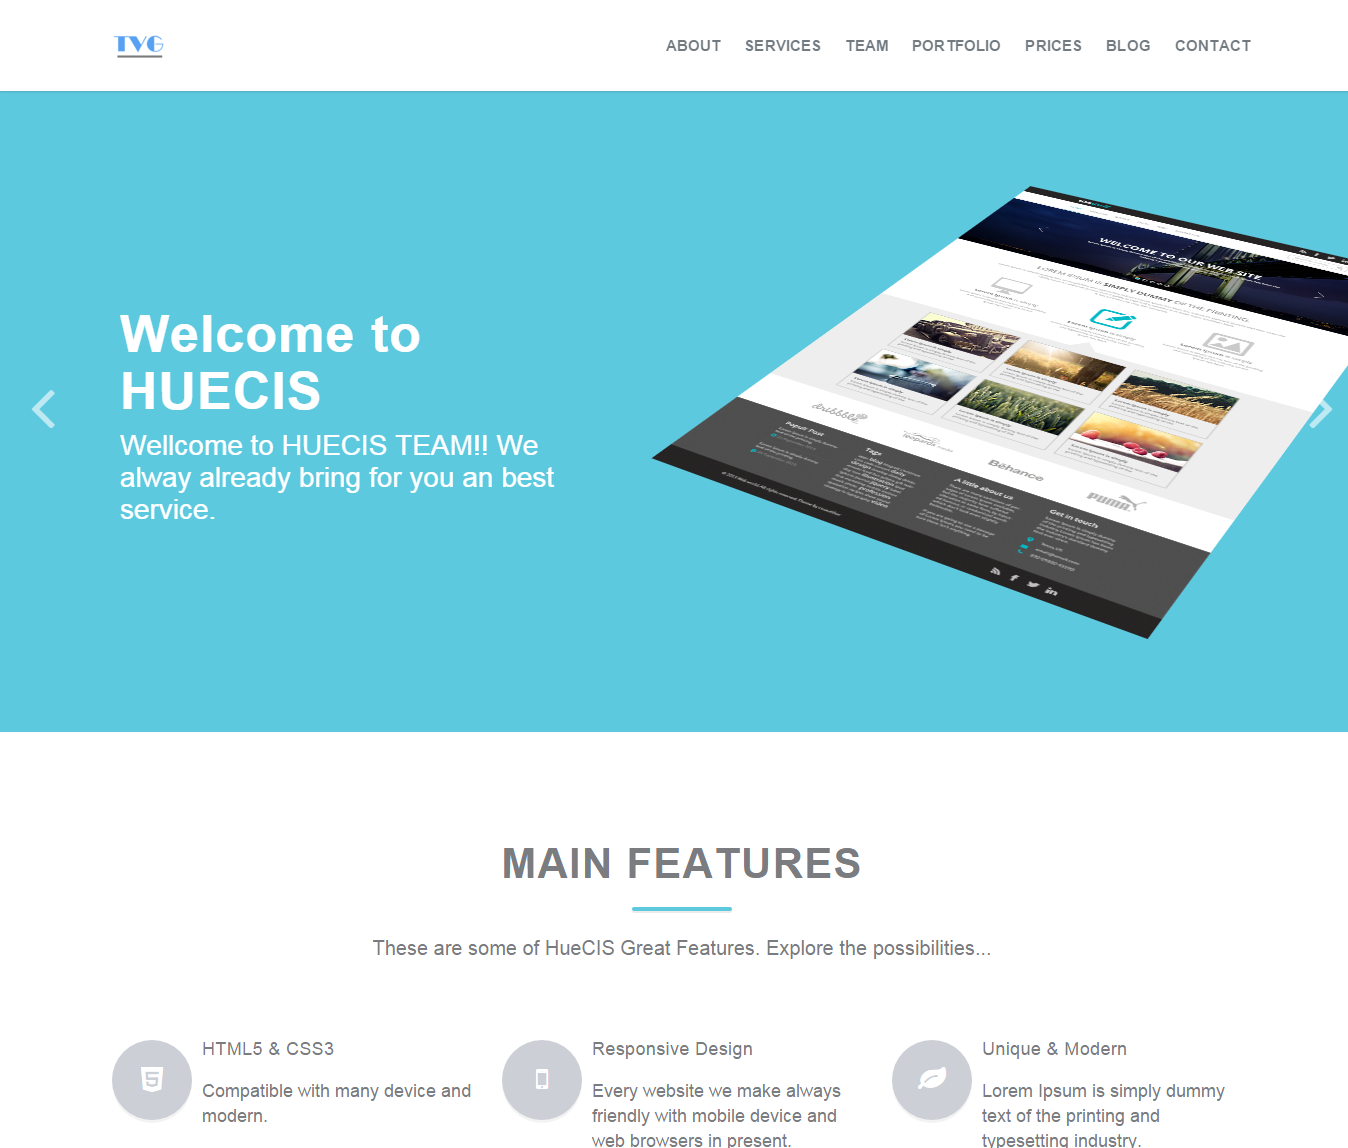 TVG
ABOUT SERVICES TEAM PORTFOLIO PRICES BLOG CONTACT
Welcome to
HUECIS
Wellcome to HUECIS TEAM!! We
alway already bring for you an best
service.
WELCOME TO OUR WEB SITE
LOREM IPSUM IS SIMPLY DUMMY OF THE PRINTING.
dribbble
Bēhance
PUMA
Populr Post
Tags
A little about us
Get in touch
MAIN FEATURES
These are some of HueCIS Great Features. Explore the possibilities...
HTML5 & CSS3
Compatible with many device and
modern.
Responsive Design
Every website we make always
friendly with mobile device and
web browsers in present.
Unique & Modern
Lorem Ipsum is simply dummy
text of the printing and
typesetting industry.